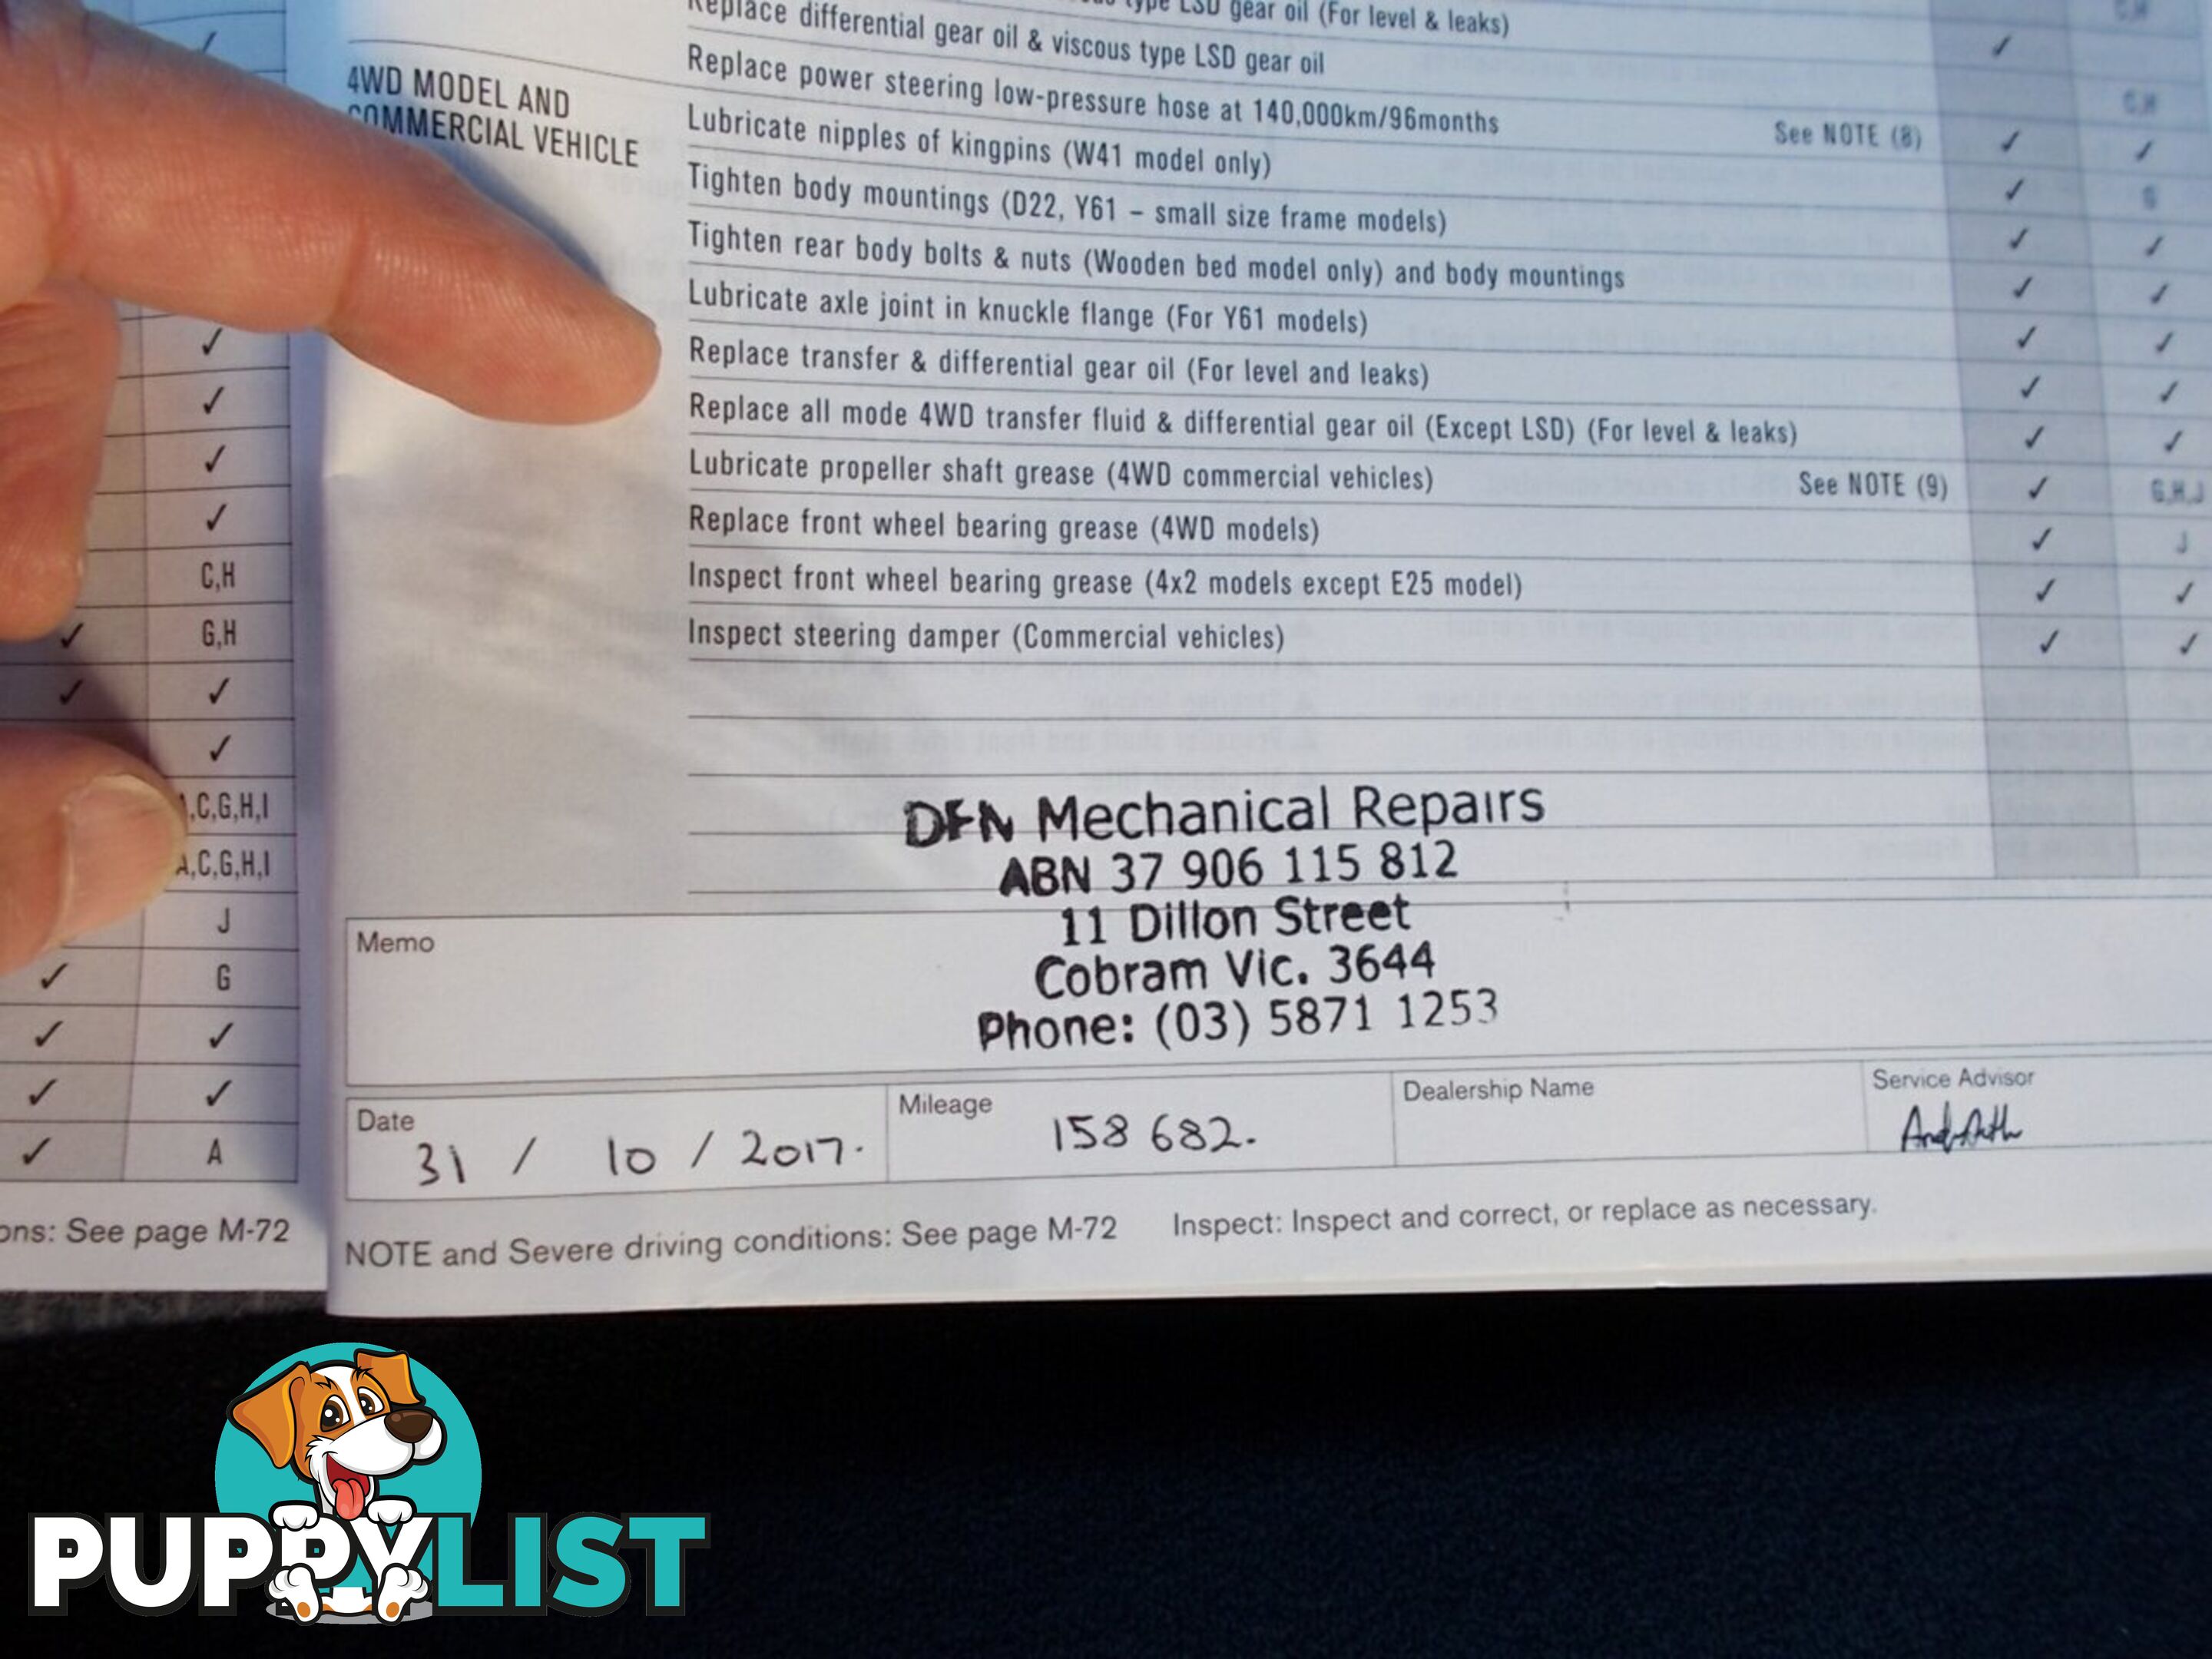 type LSD gear oil (For level & leaks)
Replace differential gear oil & viscous type LSD gear oil
4WD MODEL AND
COMMERCIAL VEHICLE
Replace power steering low-pressure hose at 140,000km/96months See NOTE (8)
Lubricate nipples of kingpins (W41 model only)
Tighten body mountings (D22, Y61 – small size frame models)
Tighten rear body bolts & nuts (Wooden bed model only) and body mountings
Lubricate axle joint in knuckle flange (For Y61 models)
Replace transfer & differential gear oil (For level and leaks)
Replace all mode 4WD transfer fluid & differential gear oil (Except LSD) (For level & leaks)
Lubricate propeller shaft grease (4WD commercial vehicles) See NOTE (9) ✓ G,H,J
Replace front wheel bearing grease (4WD models) ✓ J
Inspect front wheel bearing grease (4x2 models except E25 model) ✓ ✓
Inspect steering damper (Commercial vehicles) ✓ ✓
C,H
G,H
,C,G,H,I
A,C,G,H,I
J
G
A
DFN Mechanical Repairs
ABN 37 906 115 812
11 Dillon Street
Cobram Vic. 3644
Phone: (03) 5871 1253
Memo
Date 31 / 10 / 2017.
Mileage 158 682.
Dealership Name
Service Advisor
See page M-72
NOTE and Severe driving conditions: See page M-72 Inspect: Inspect and correct, or replace as necessary.
PUPPYLIST